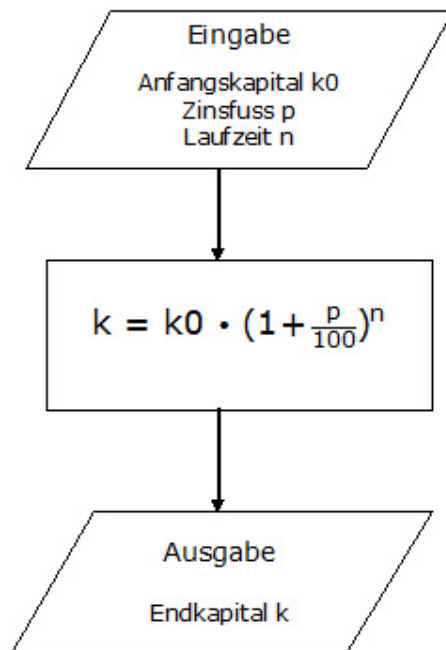 Eingabe
Anfangskapital k0
Zinsfuss p
Laufzeit n
k = k0 · (1+p/100)^n
Ausgabe
Endkapital k